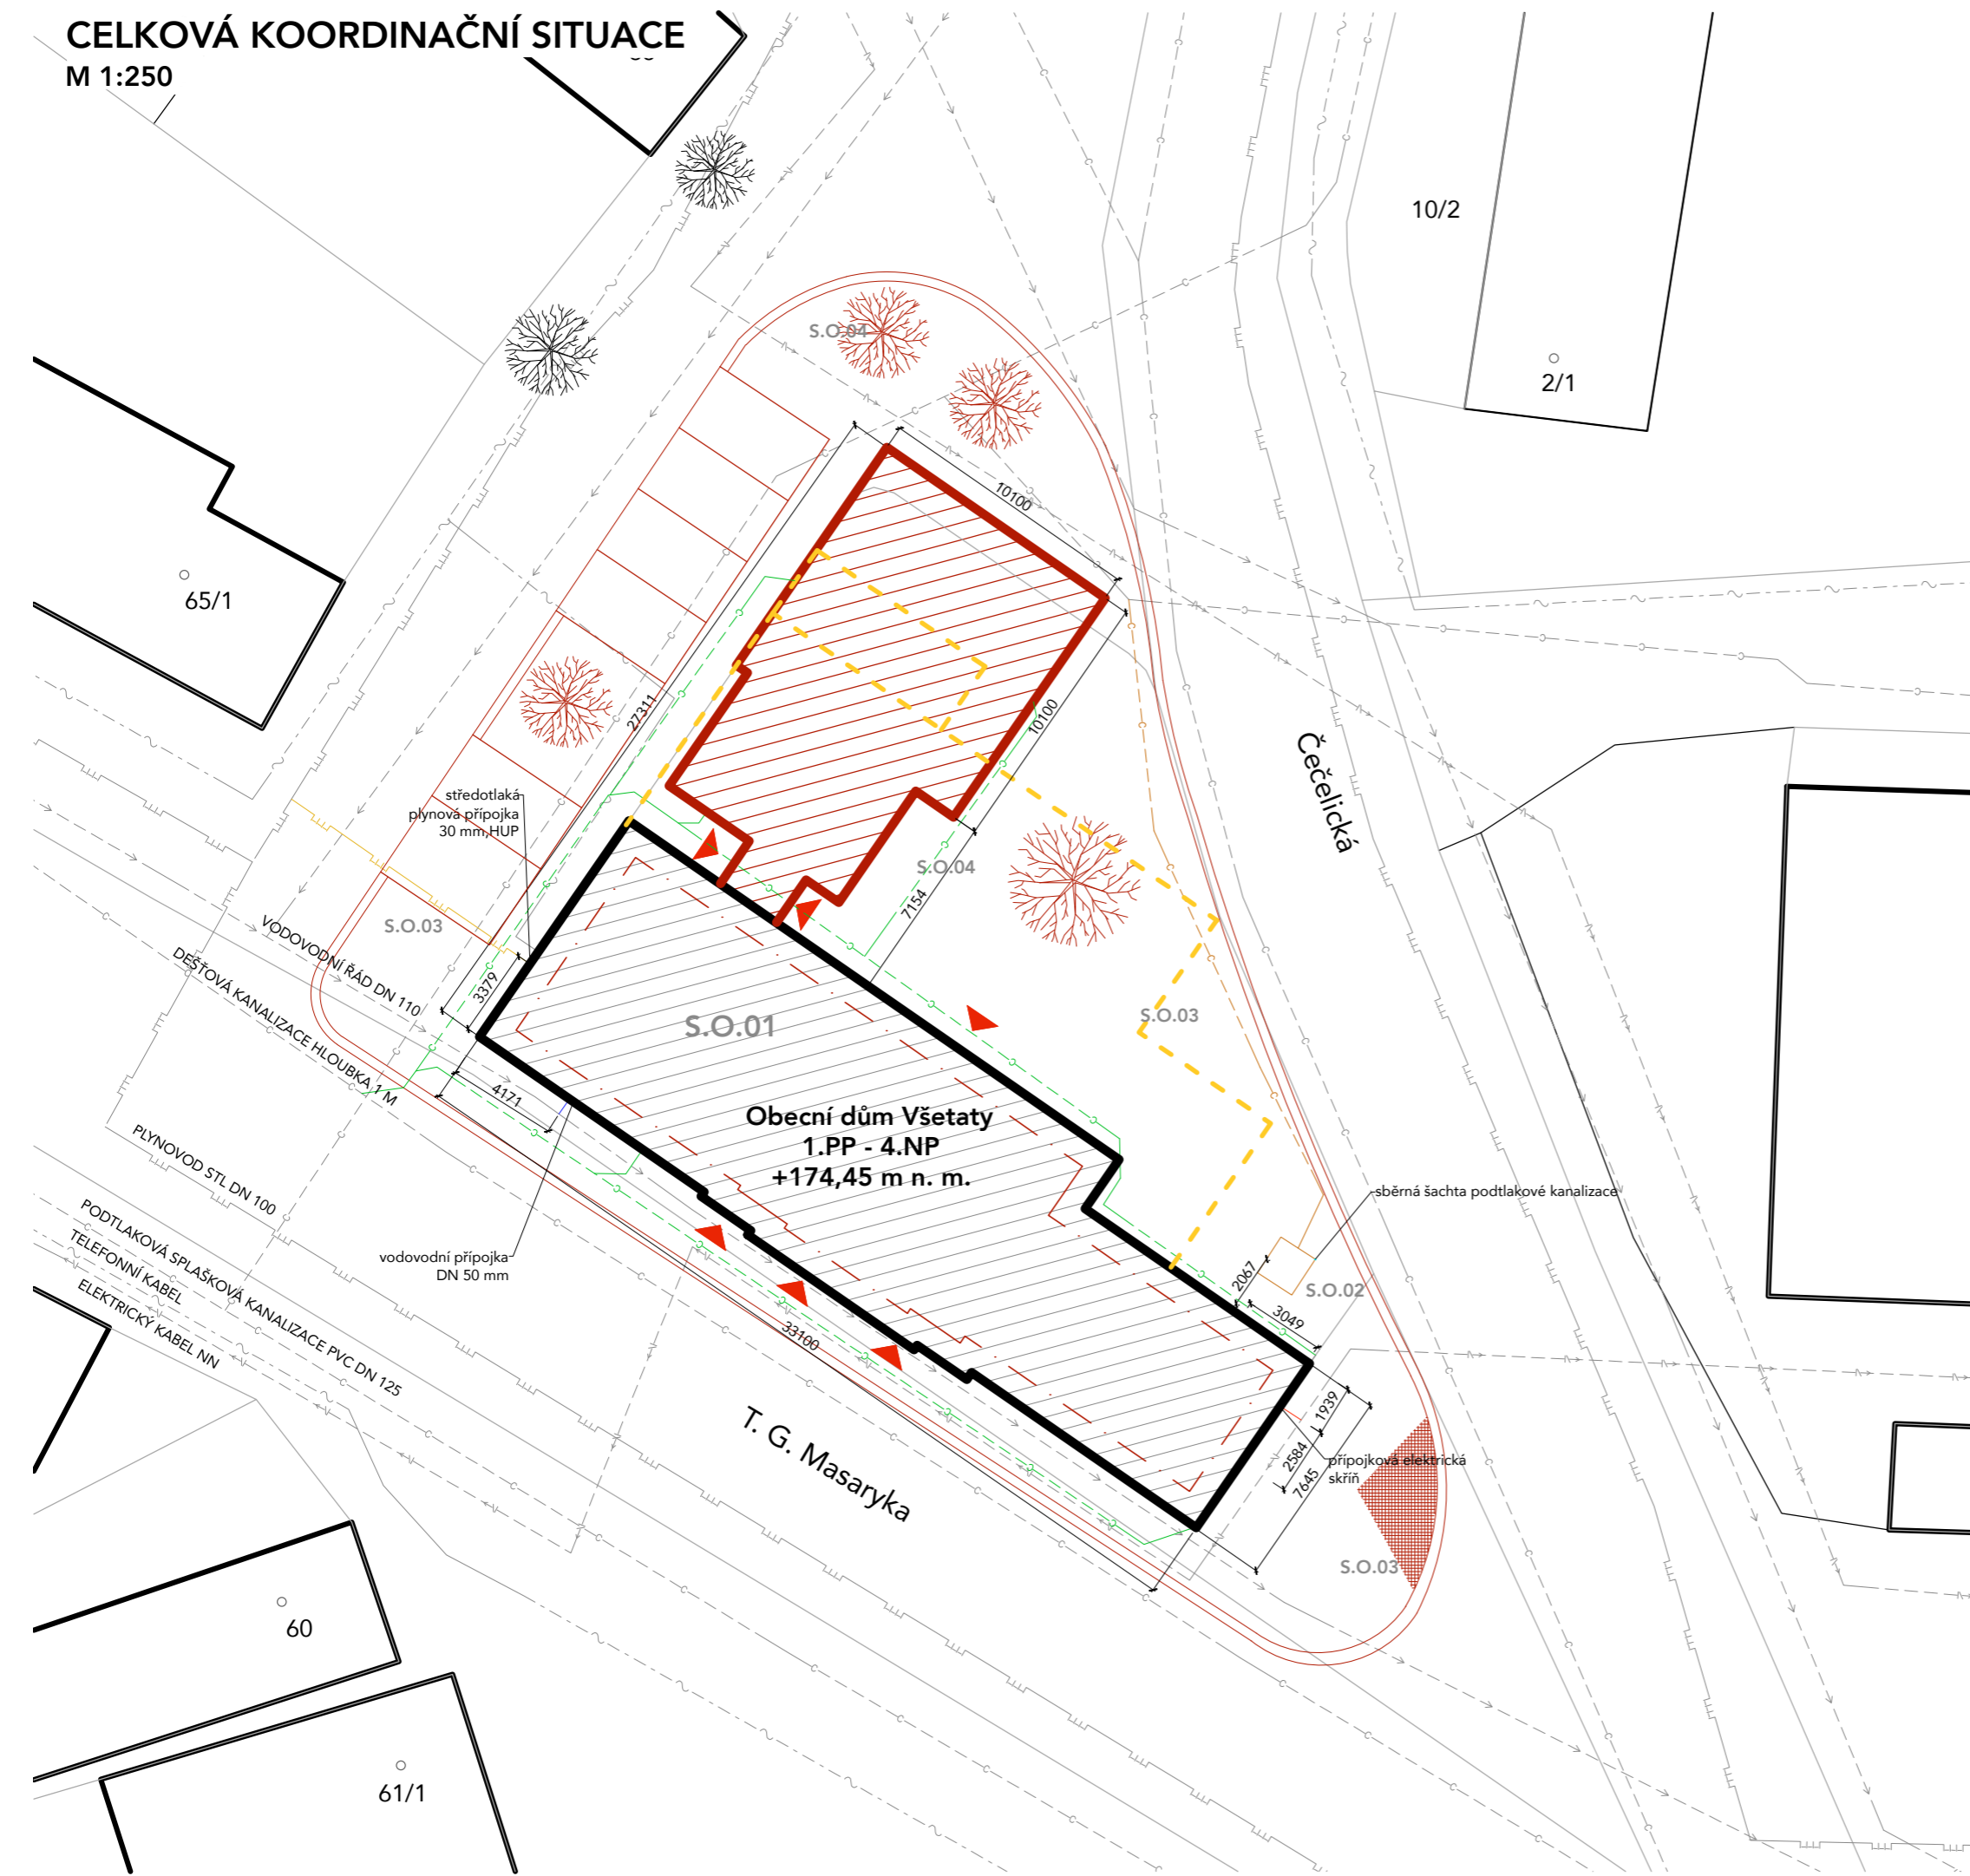 CELKOVÁ KOORDINAČNÍ SITUACE
M 1:250
10/2
2/1
S.O.04
10100
65/1
27311
10100
Čečelická
středotlaká
plynová přípojka
30 mm,HUP
S.O.04
7154
S.O.03
VODOVODNÍ ŘÁD DN 110
DEŠŤOVÁ KANALIZACE HLOUBKA 1 M
3379
S.O.01
S.O.03
4171
Obecní dům Všetaty
1.PP - 4.NP
+174,45 m n. m.
PLYNOVOD STL DN 100
PODTLAKOVÁ SPLAŠKOVÁ KANALIZACE PVC DN 125
TELEFONNÍ KABEL
ELEKTRICKÝ KABEL NN
vodovodní přípojka
DN 50 mm
sběrná šachta podtlakové kanalizace
2067
S.O.02
3049
33100
1939
2584
7645
přípojková elektrická
skříň
T. G. Masaryka
S.O.03
60
61/1